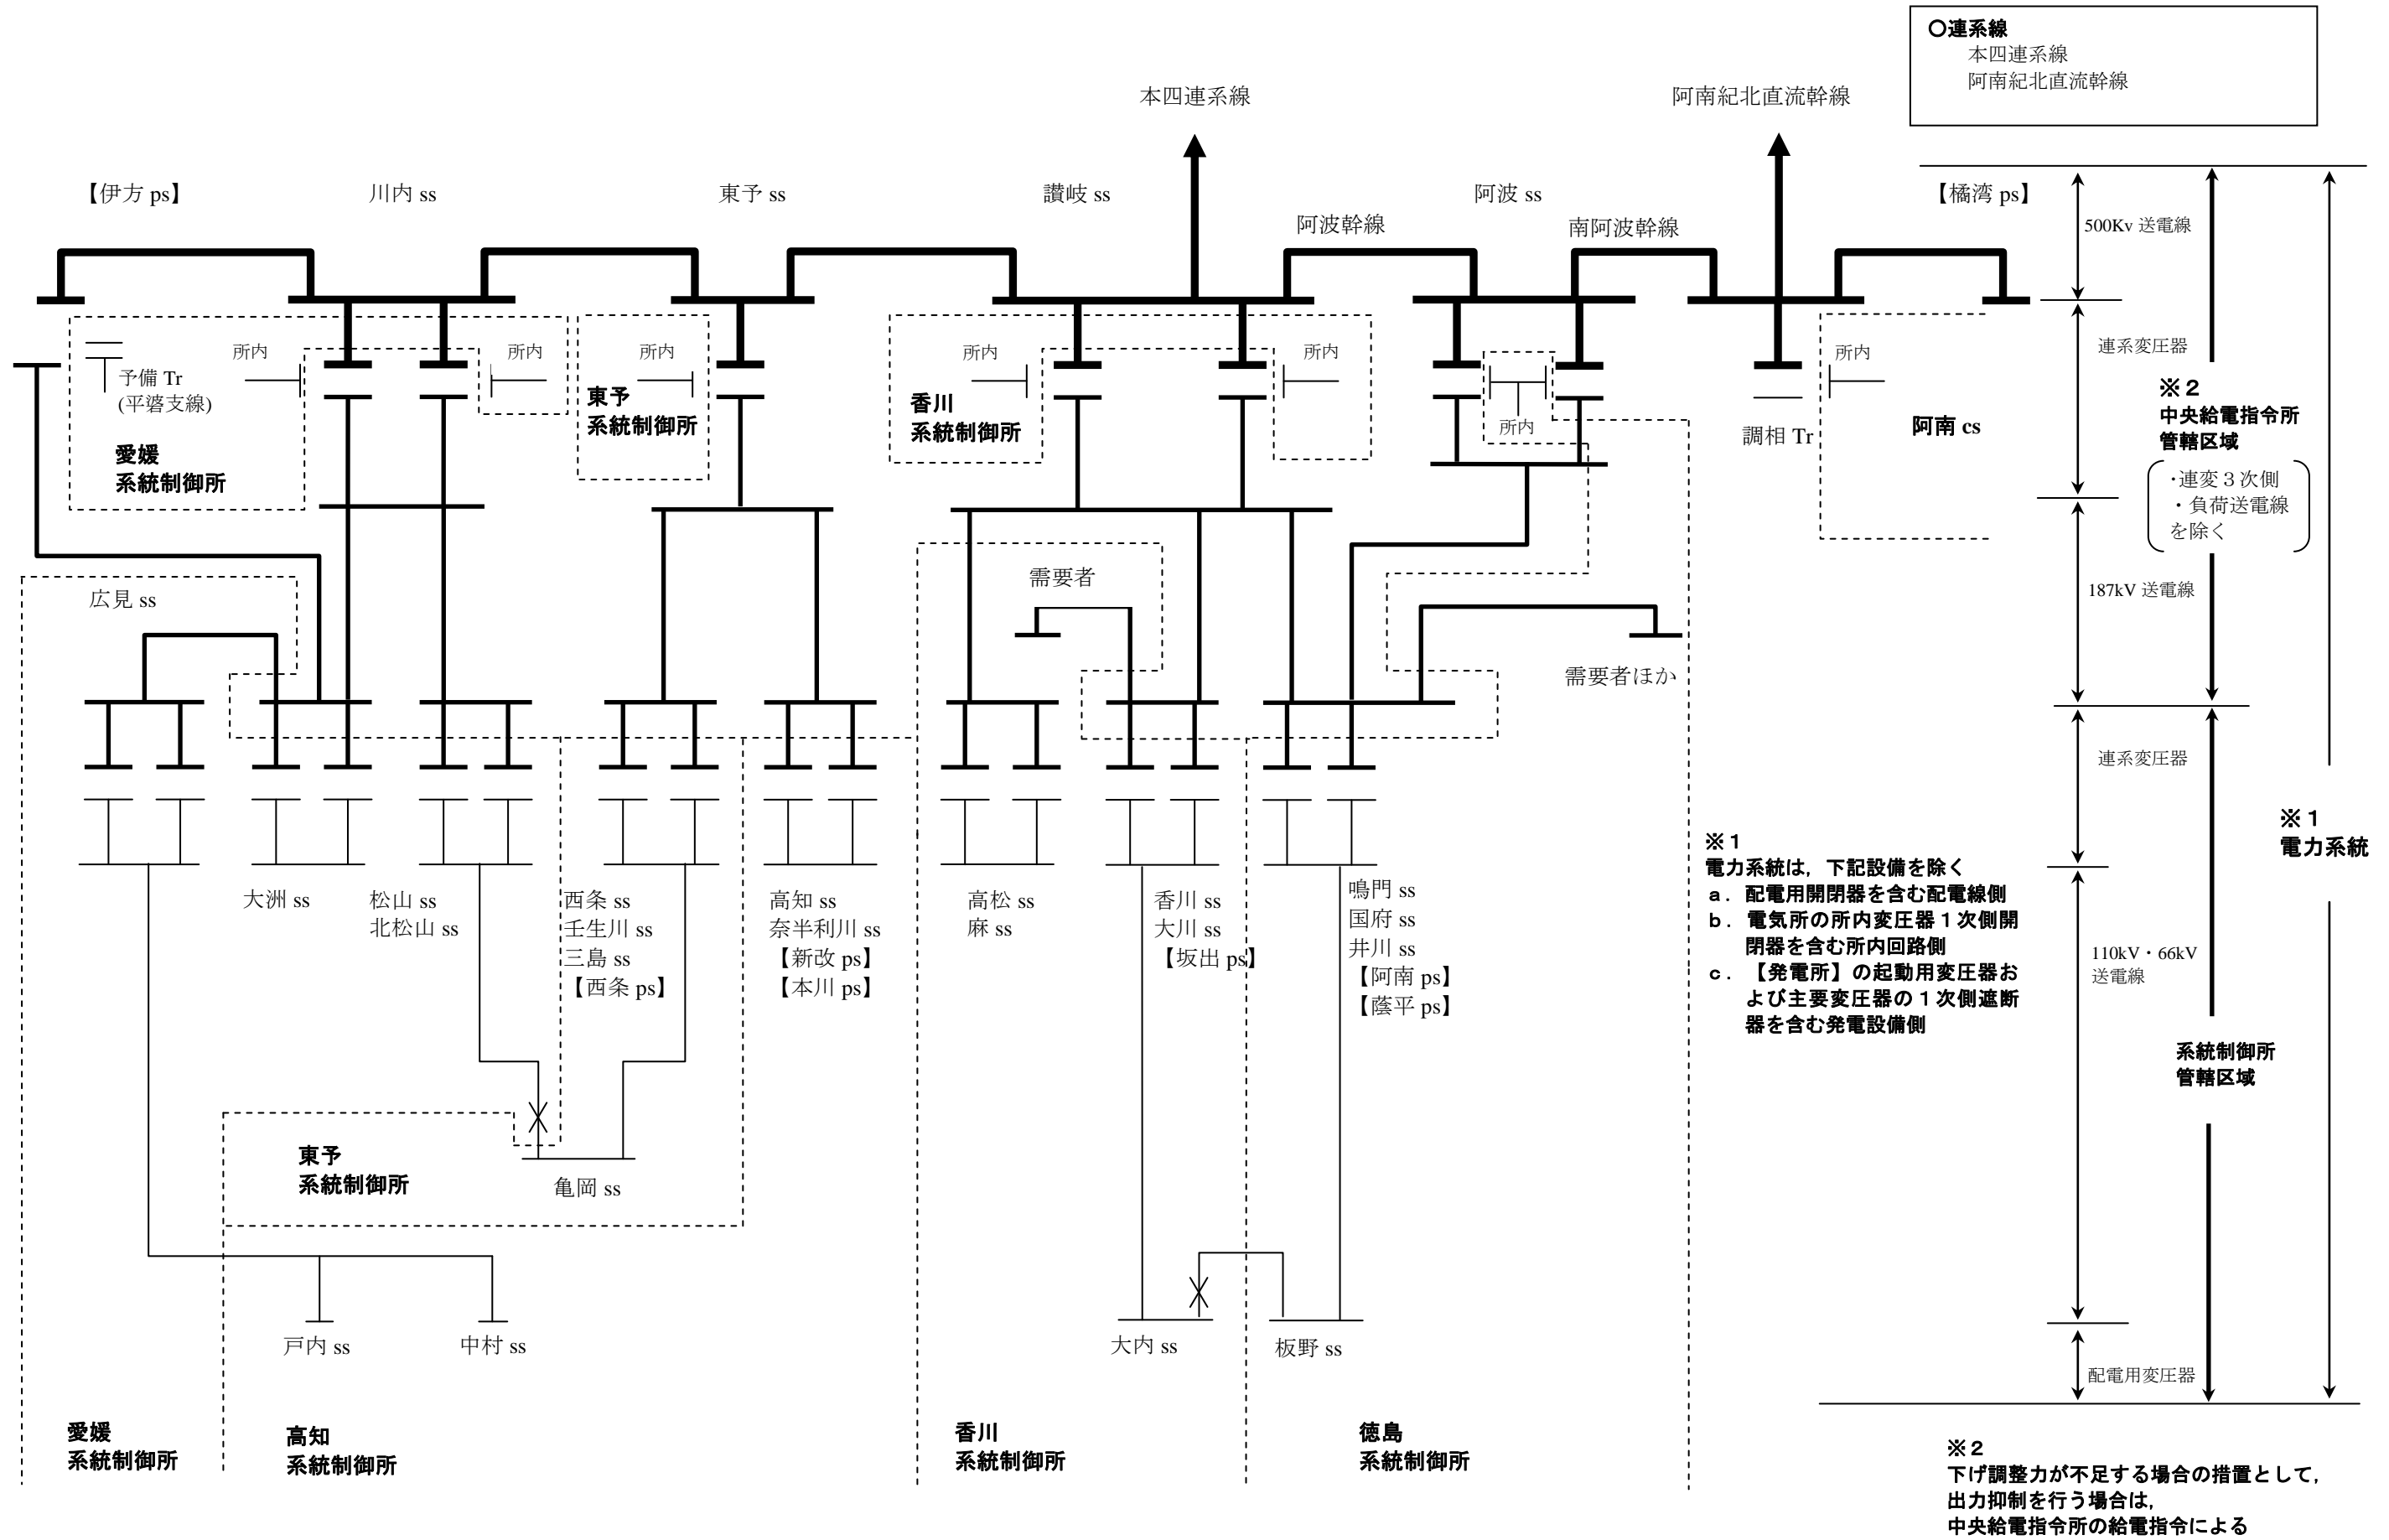 〇連系線
本四連系線
阿南紀北直流幹線
本四連系線
阿南紀北直流幹線
【伊方 ps】
川内 ss
東予 ss
讃岐 ss
阿波幹線
阿波 ss
南阿波幹線
【橘湾 ps】
500Kv 送電線
所内
所内
所内
所内
所内
所内
所内
連系変圧器
予備 Tr
(平碆支線)
愛媛
系統制御所
東予
系統制御所
香川
系統制御所
調相 Tr
阿南 cs
※２
中央給電指令所
管轄区域
・連変３次側
・負荷送電線
を除く
広見 ss
需要者
187kV 送電線
需要者ほか
連系変圧器
※１
電力系統
大洲 ss
松山 ss
北松山 ss
西条 ss
壬生川 ss
三島 ss
【西条 ps】
高知 ss
奈半利川 ss
【新改 ps】
【本川 ps】
高松 ss
麻 ss
香川 ss
大川 ss
【坂出 ps】
鳴門 ss
国府 ss
井川 ss
【阿南 ps】
【蔭平 ps】
※１
電力系統は，下記設備を除く
ａ．配電用開閉器を含む配電線側
ｂ．電気所の所内変圧器１次側開
閉器を含む所内回路側
ｃ．【発電所】の起動用変圧器お
よび主要変圧器の１次側遮断
器を含む発電設備側
110kV・66kV
送電線
系統制御所
管轄区域
東予
系統制御所
亀岡 ss
戸内 ss
中村 ss
大内 ss
板野 ss
配電用変圧器
愛媛
系統制御所
高知
系統制御所
香川
系統制御所
徳島
系統制御所
※２
下げ調整力が不足する場合の措置として，
出力抑制を行う場合は，
中央給電指令所の給電指令による